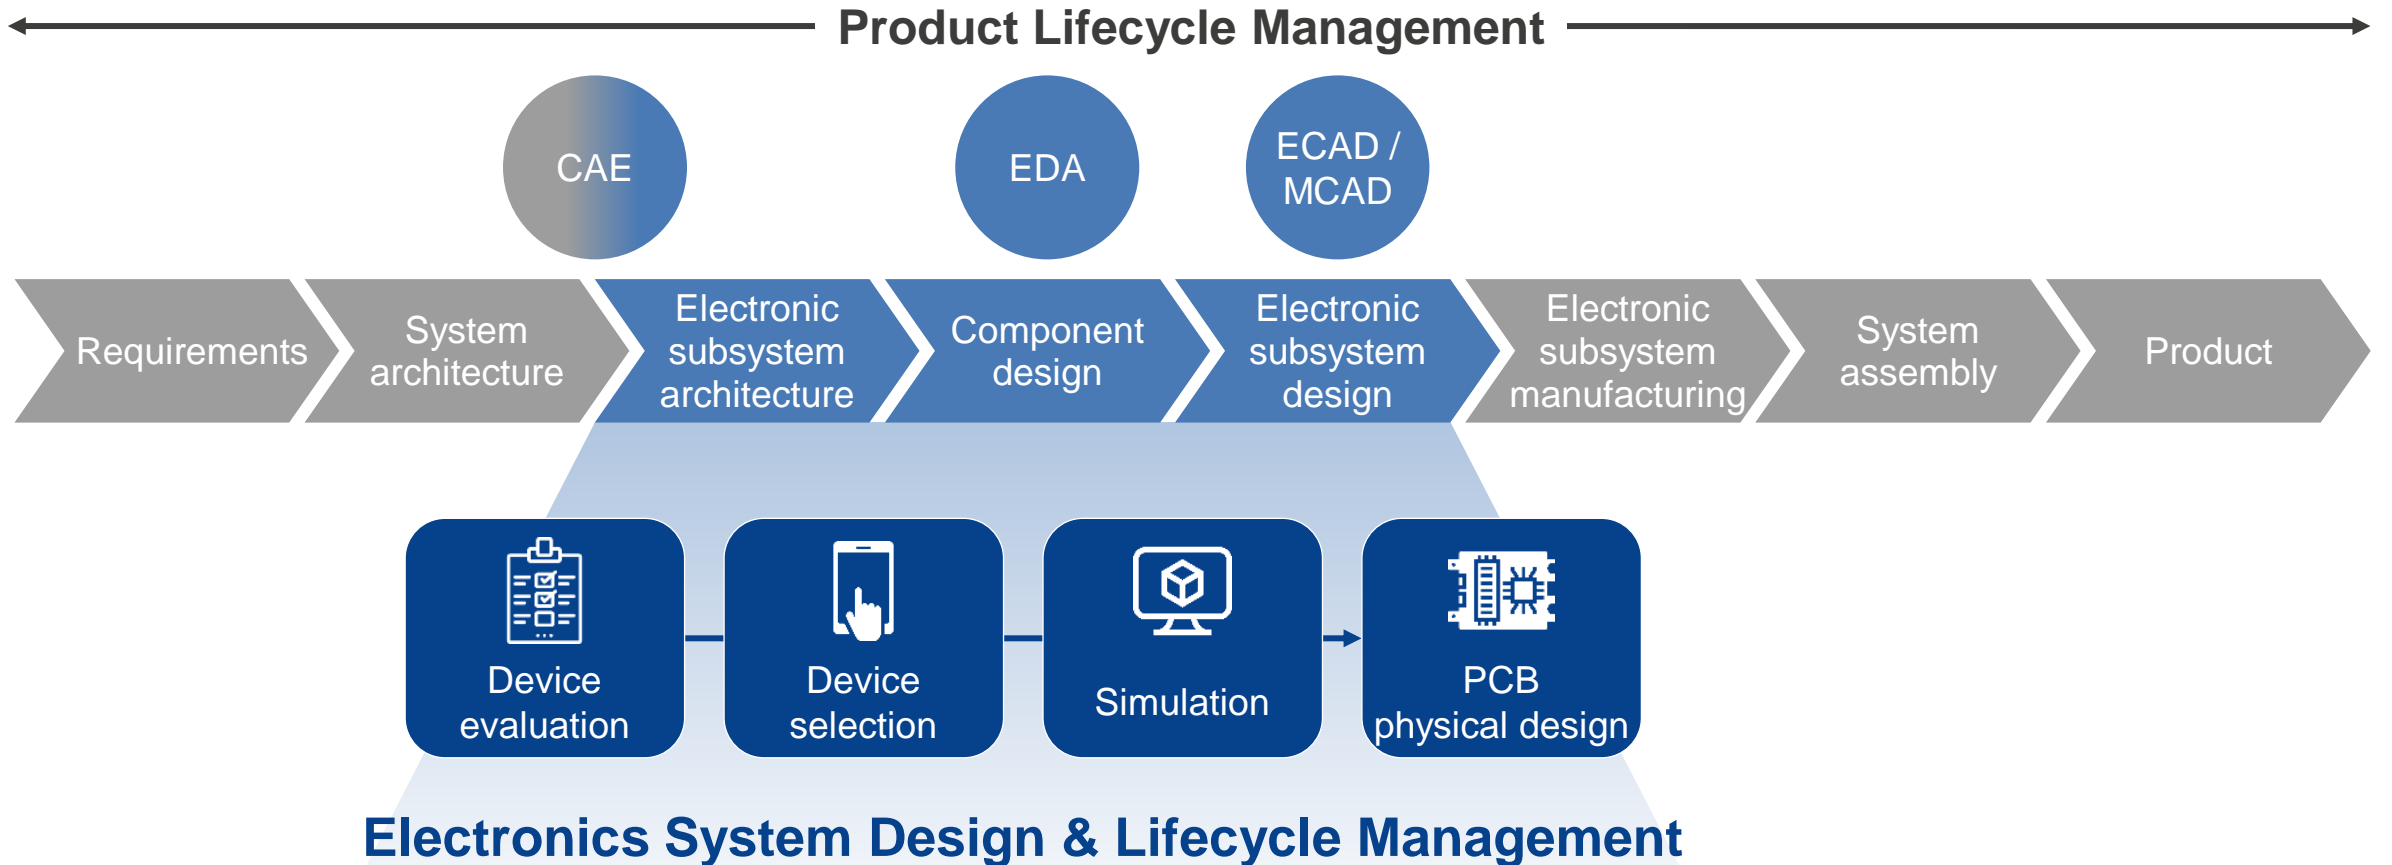 Product Lifecycle Management
CAE
EDA
ECAD /
MCAD
Requirements
System
architecture
Electronic
subsystem
architecture
Component
design
Electronic
subsystem
design
Electronic
subsystem
manufacturing
System
assembly
Product
Device
evaluation
Device
selection
Simulation
PCB
physical design
Electronics System Design & Lifecycle Management